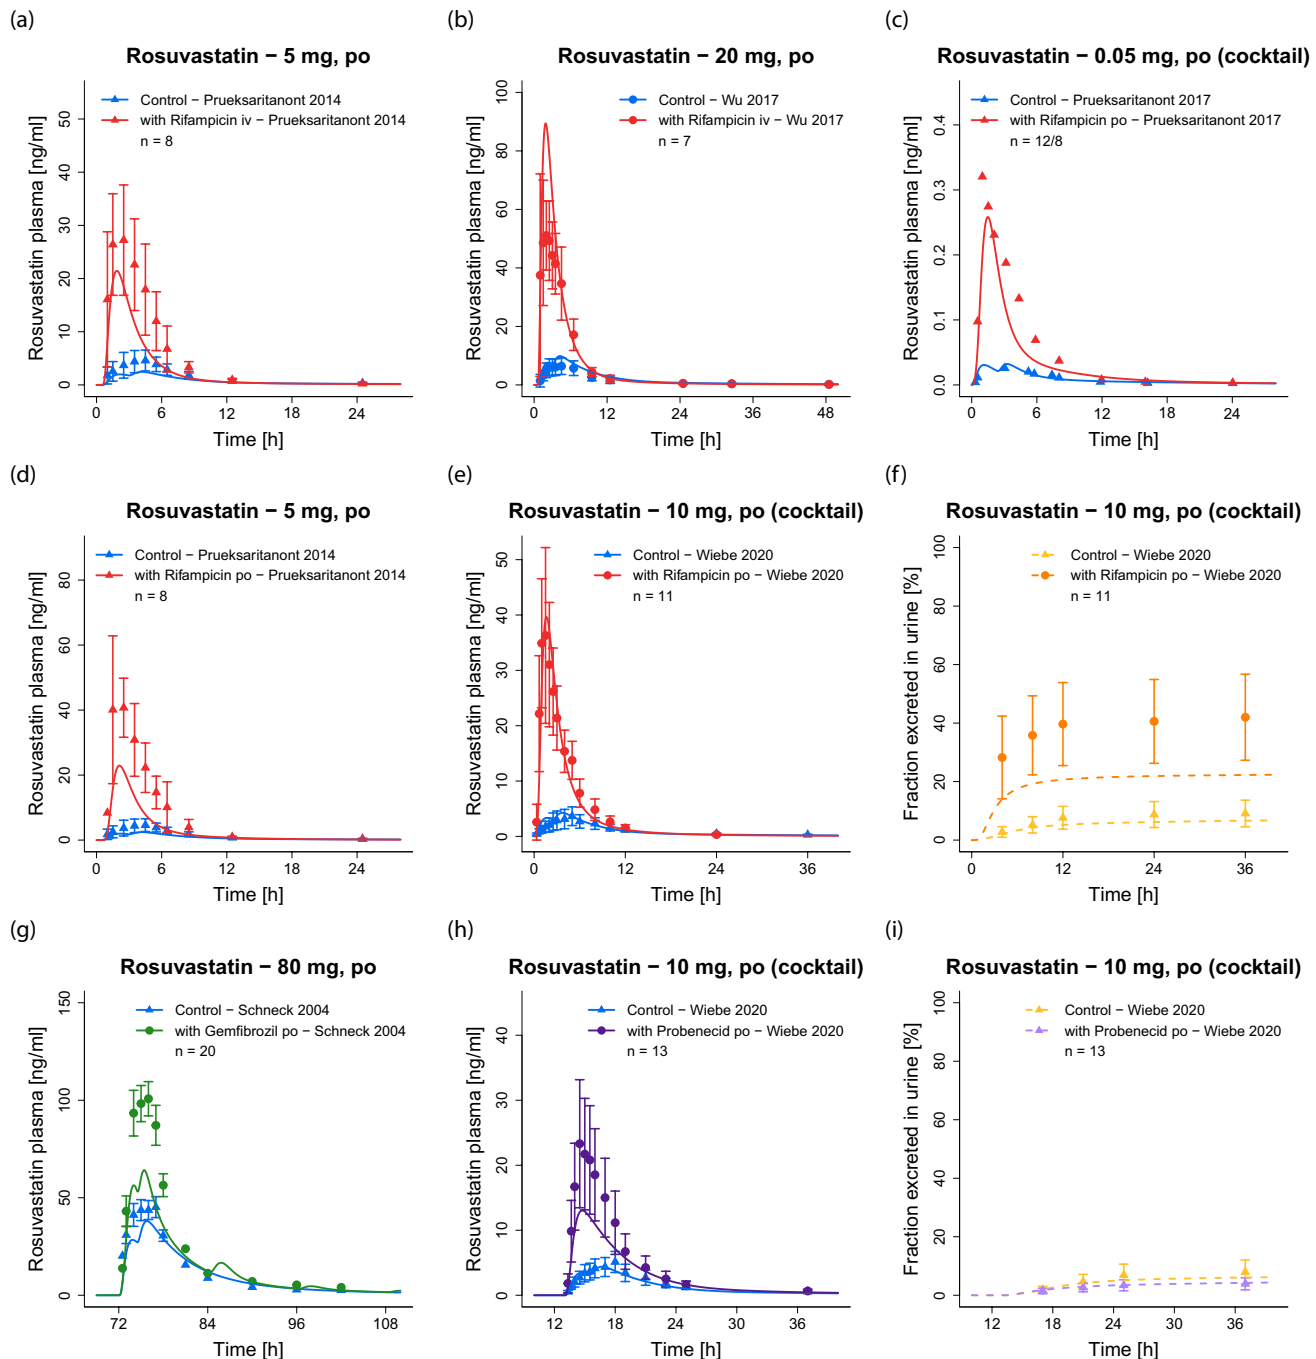 (a)
Rosuvastatin − 5 mg, po
Control − Prueksaritanont 2014
with Rifampicin iv − Prueksaritanont 2014
n = 8
Rosuvastatin plasma [ng/ml]
0 10 20 30 40 50
0 6 12 18 24
Time [h]
(b)
Rosuvastatin − 20 mg, po
Control − Wu 2017
with Rifampicin iv − Wu 2017
n = 7
Rosuvastatin plasma [ng/ml]
0 20 40 60 80 100
0 6 12 24 36 48
Time [h]
(c)
Rosuvastatin − 0.05 mg, po (cocktail)
Control − Prueksaritanont 2017
with Rifampicin po − Prueksaritanont 2017
n = 12/8
Rosuvastatin plasma [ng/ml]
0.0 0.1 0.2 0.3 0.4
0 6 12 18 24
Time [h]
(d)
Rosuvastatin − 5 mg, po
Control − Prueksaritanont 2014
with Rifampicin po − Prueksaritanont 2014
n = 8
Rosuvastatin plasma [ng/ml]
0 20 40 60 80
0 6 12 18 24
Time [h]
(e)
Rosuvastatin − 10 mg, po (cocktail)
Control − Wiebe 2020
with Rifampicin po − Wiebe 2020
n = 11
Rosuvastatin plasma [ng/ml]
0 10 20 30 40 50
0 6 12 18 24 30 36
Time [h]
(f)
Rosuvastatin − 10 mg, po (cocktail)
Control − Wiebe 2020
with Rifampicin po − Wiebe 2020
n = 11
Fraction excreted in urine [%]
0 20 40 60 80 100
0 6 12 18 24 30 36
Time [h]
(g)
Rosuvastatin − 80 mg, po
Control − Schneck 2004
with Gemfibrozil po − Schneck 2004
n = 20
Rosuvastatin plasma [ng/ml]
0 50 100 150
72 84 96 108
Time [h]
(h)
Rosuvastatin − 10 mg, po (cocktail)
Control − Wiebe 2020
with Probenecid po − Wiebe 2020
n = 13
Rosuvastatin plasma [ng/ml]
0 10 20 30 40
12 18 24 30 36
Time [h]
(i)
Rosuvastatin − 10 mg, po (cocktail)
Control − Wiebe 2020
with Probenecid po − Wiebe 2020
n = 13
Fraction excreted in urine [%]
0 20 40 60 80 100
12 18 24 30 36
Time [h]